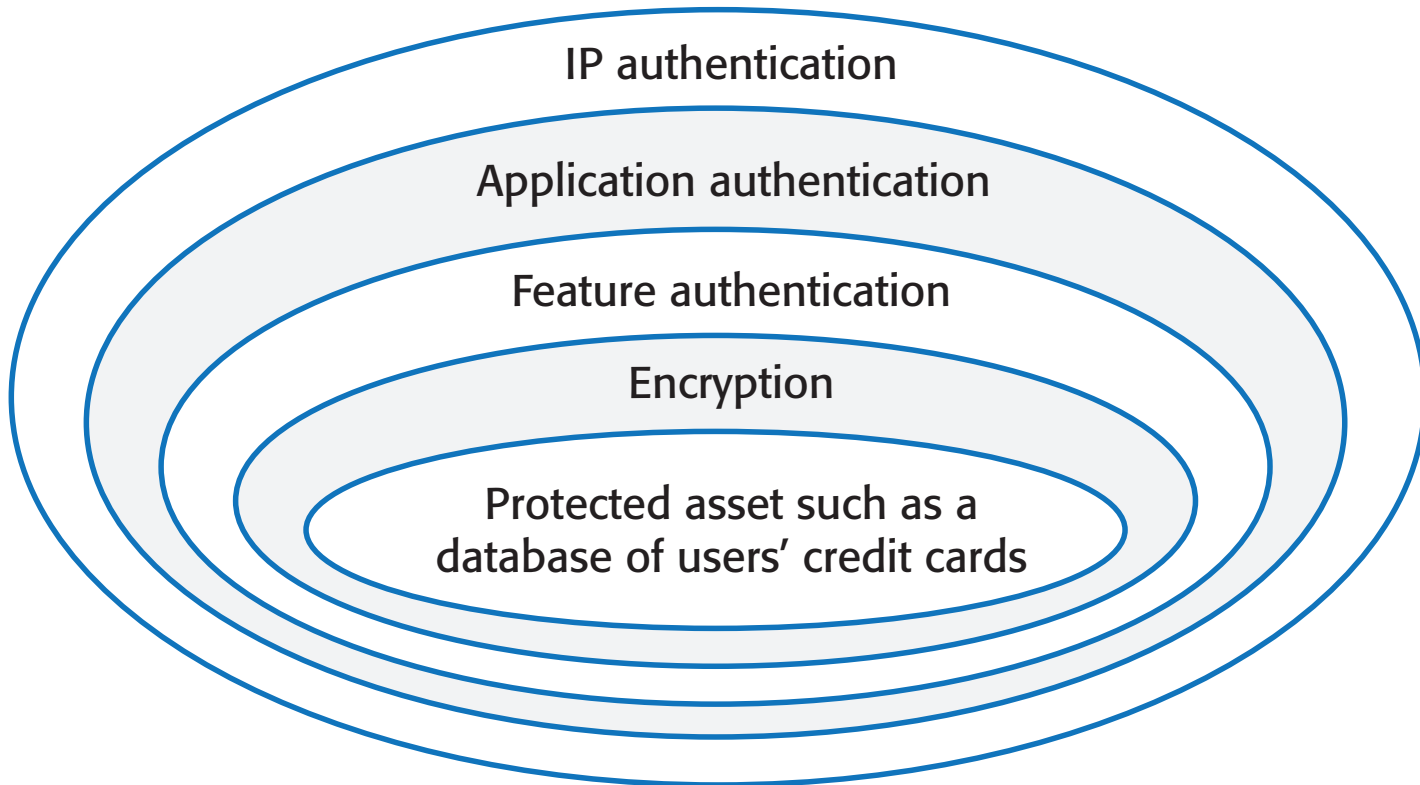 IP authentication
Application authentication
Feature authentication
Encryption
Protected asset such as a
database of users’ credit cards